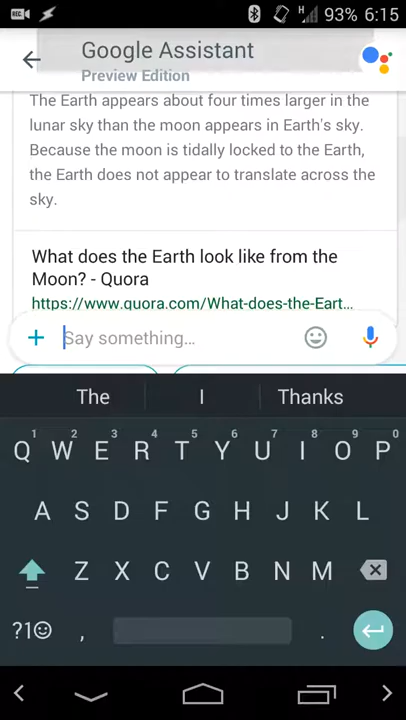 REC
H
93% 6:15
Google Assistant
Preview Edition
The Earth appears about four times larger in the
lunar sky than the moon appears in Earth's sky.
Because the moon is tidally locked to the Earth,
the Earth does not appear to translate across the
sky.
What does the Earth look like from the
Moon? - Quora
https://www.quora.com/What-does-the-Eart...
Say something...
The I Thanks
1 2 3 4 5 6 7 8 9 0
Q W E R T Y U I O P
A S D F G H J K L
Z X C V B N M
?1☺ , .